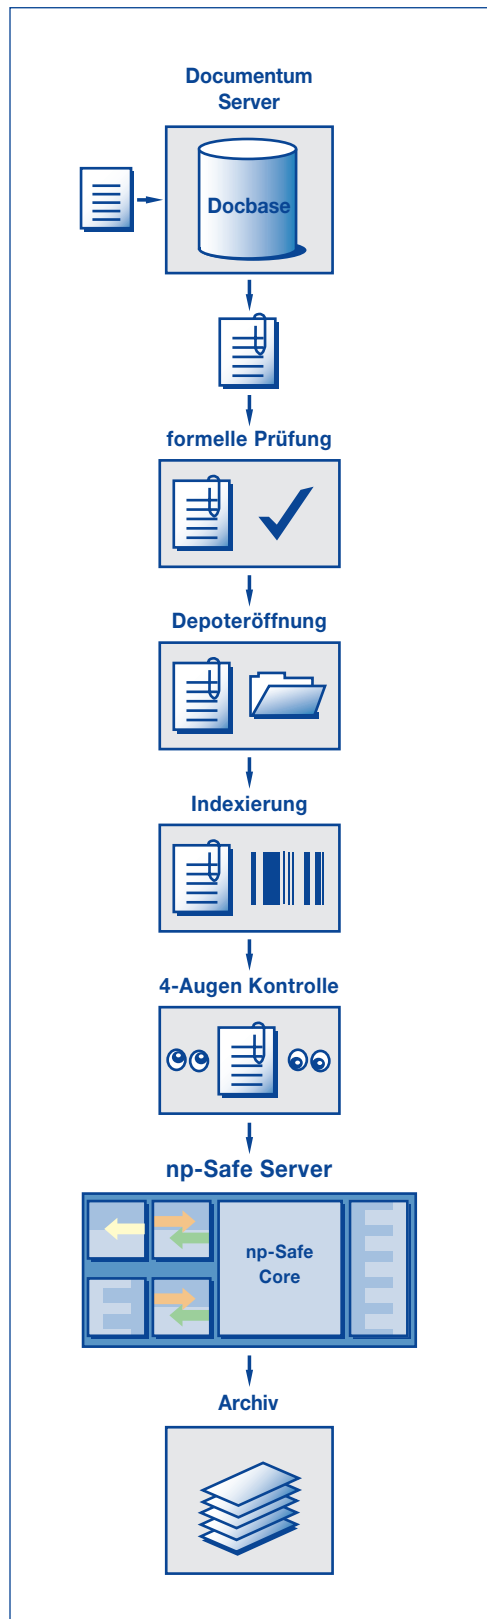 Documentum
Server
Docbase
formelle Prüfung
Depoteröffnung
Indexierung
4-Augen Kontrolle
np-Safe Server
np-Safe
Core
Archiv